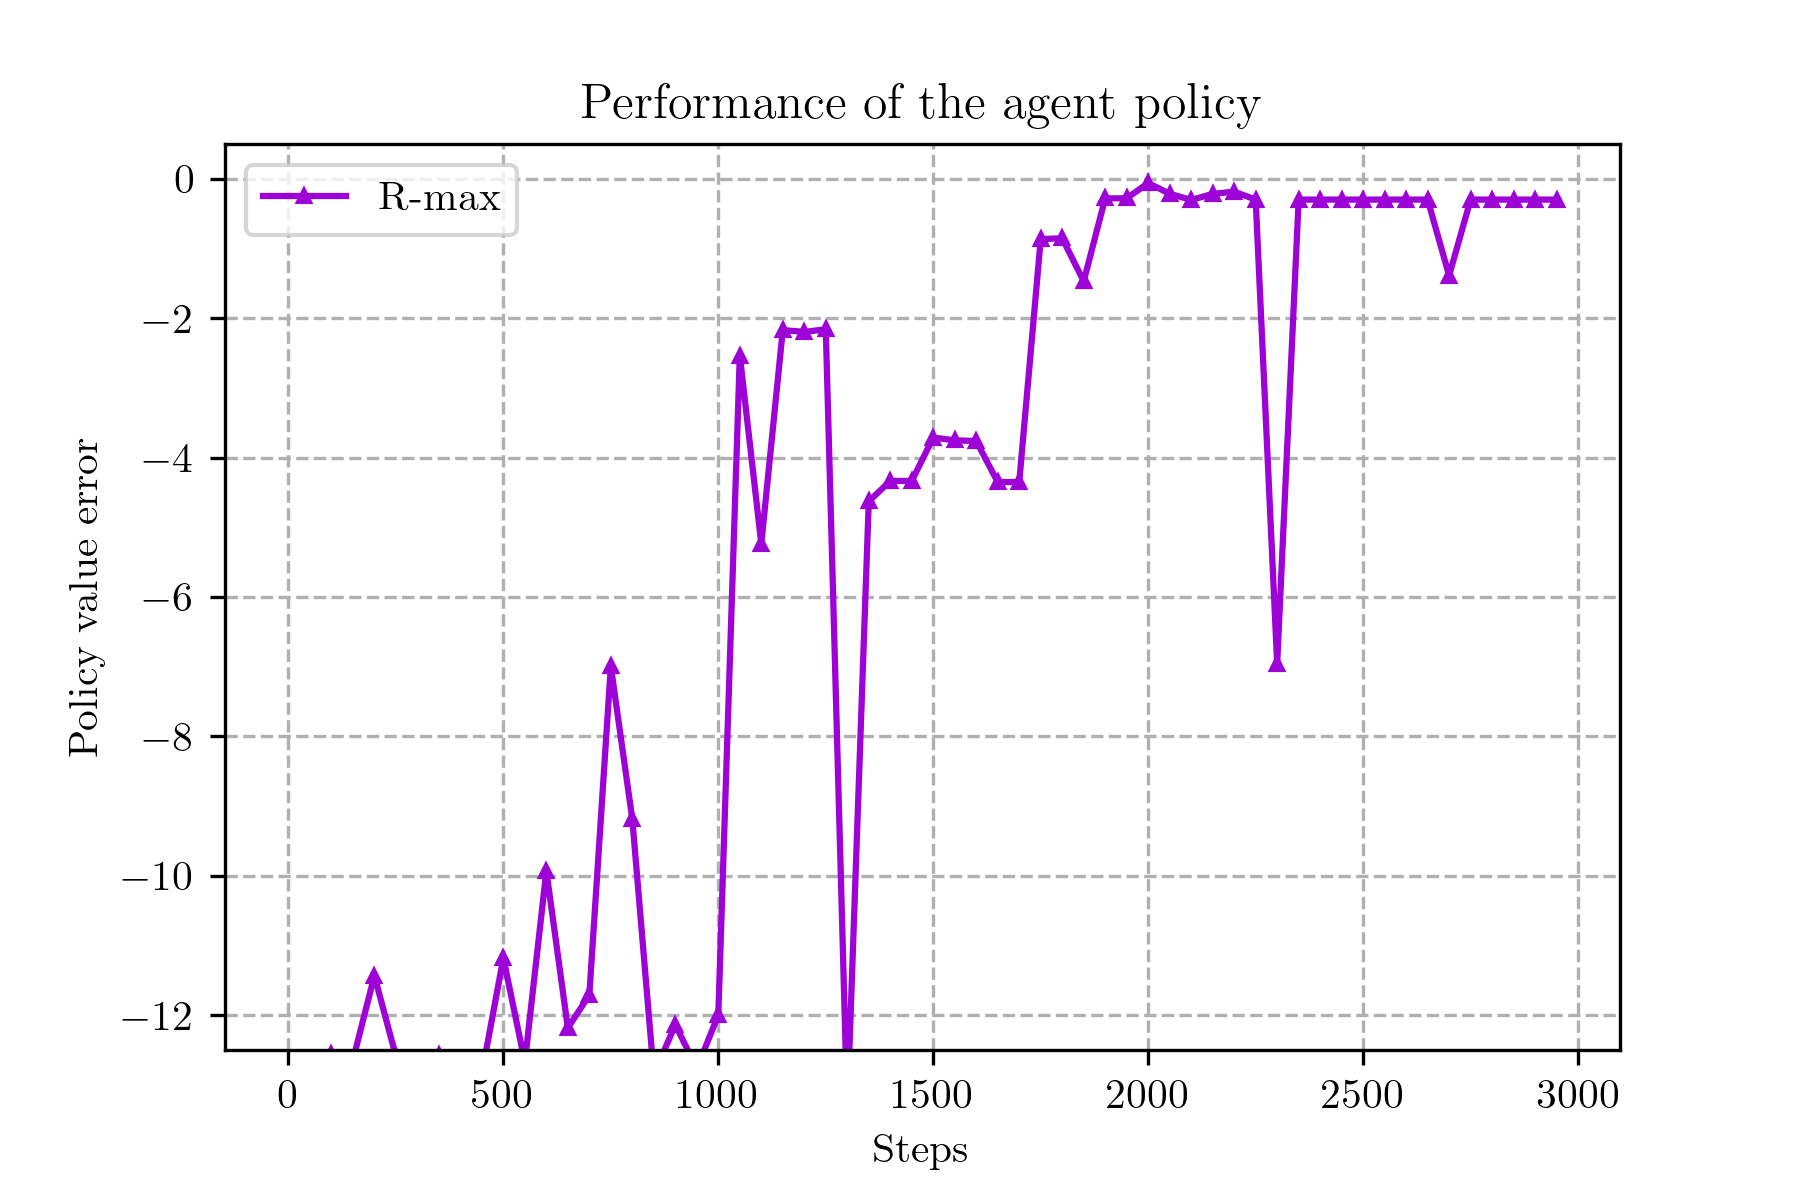 Performance of the agent policy
R-max
0
−2
−4
−6
−8
−10
−12
Policy value error
0 500 1000 1500 2000 2500 3000
Steps